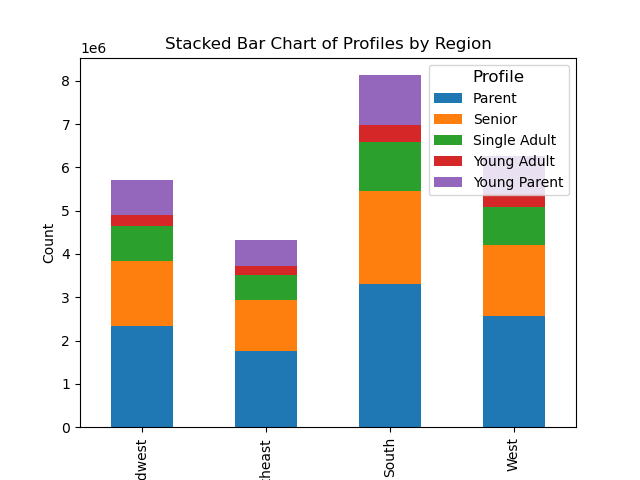 Stacked Bar Chart of Profiles by Region
1e6
8
7
6
5
4
3
2
1
0
Count
Profile
Parent
Senior
Single Adult
Young Adult
Young Parent
dwest
theast
South
West